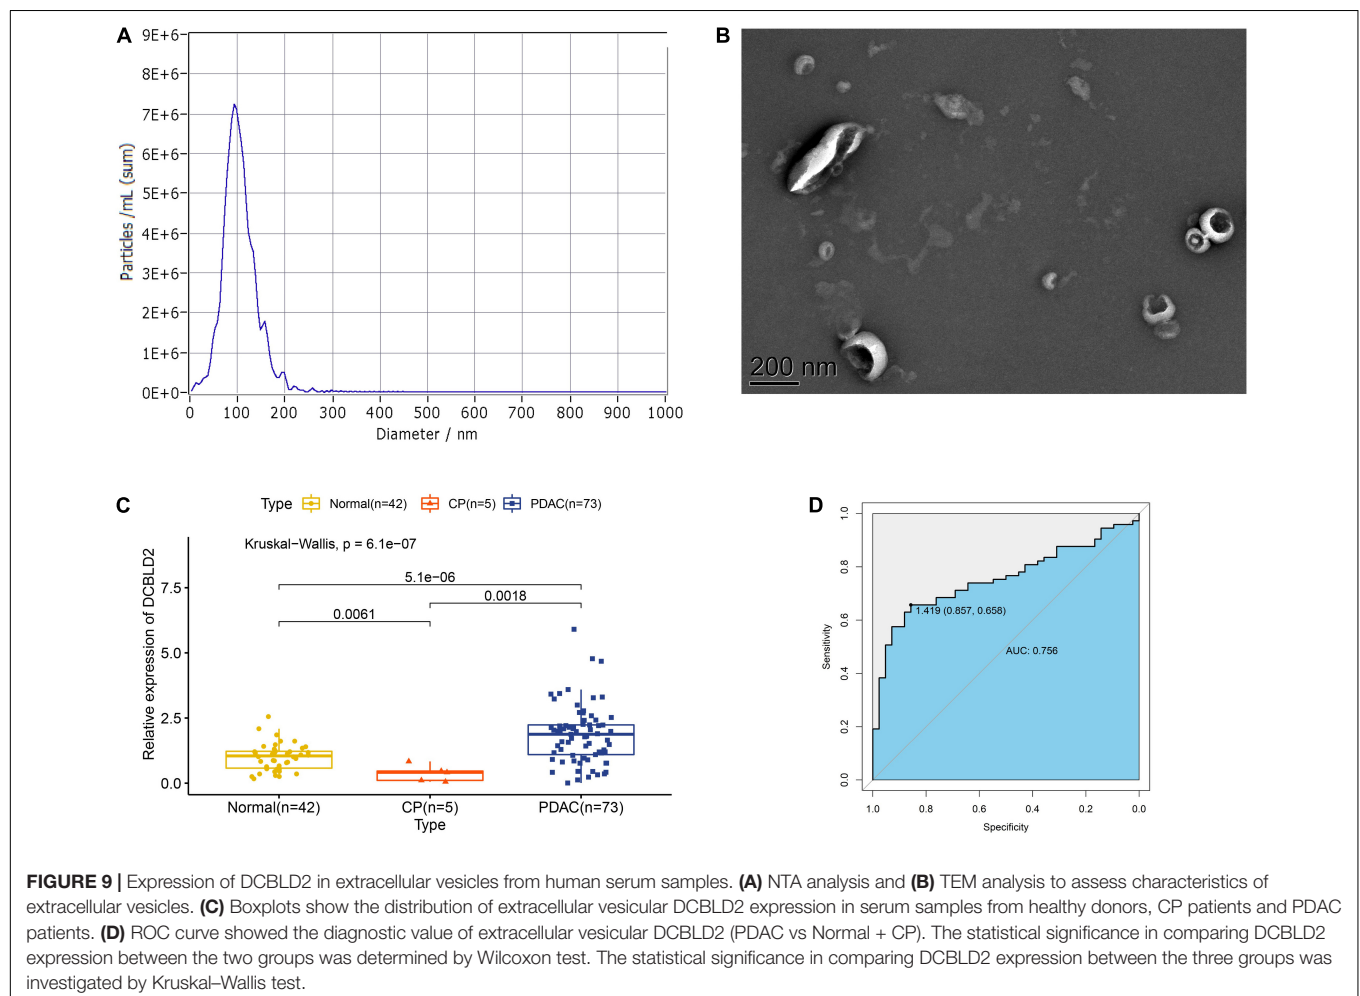 A
9E+6
8E+6
7E+6
6E+6
5E+6
4E+6
3E+6
2E+6
1E+6
0E+0
Particles /mL (sum)
0 100 200 300 400 500 600 700 800 900 1000
Diameter / nm
B
200 nm
C
Type Normal(n=42) CP(n=5) PDAC(n=73)
Kruskal−Wallis, p = 6.1e−07
5.1e−06
0.0018
0.0061
7.5
5.0
2.5
0.0
Relative expression of DCBLD2
Normal(n=42) CP(n=5) PDAC(n=73)
Type
D
1.0
0.8
0.6
0.4
0.2
0.0
Sensitivity
1.419 (0.857, 0.658)
AUC: 0.756
1.0 0.8 0.6 0.4 0.2 0.0
Specificity
FIGURE 9 | Expression of DCBLD2 in extracellular vesicles from human serum samples. (A) NTA analysis and (B) TEM analysis to assess characteristics of
extracellular vesicles. (C) Boxplots show the distribution of extracellular vesicular DCBLD2 expression in serum samples from healthy donors, CP patients and PDAC
patients. (D) ROC curve showed the diagnostic value of extracellular vesicular DCBLD2 (PDAC vs Normal + CP). The statistical significance in comparing DCBLD2
expression between the two groups was determined by Wilcoxon test. The statistical significance in comparing DCBLD2 expression between the three groups was
investigated by Kruskal–Wallis test.